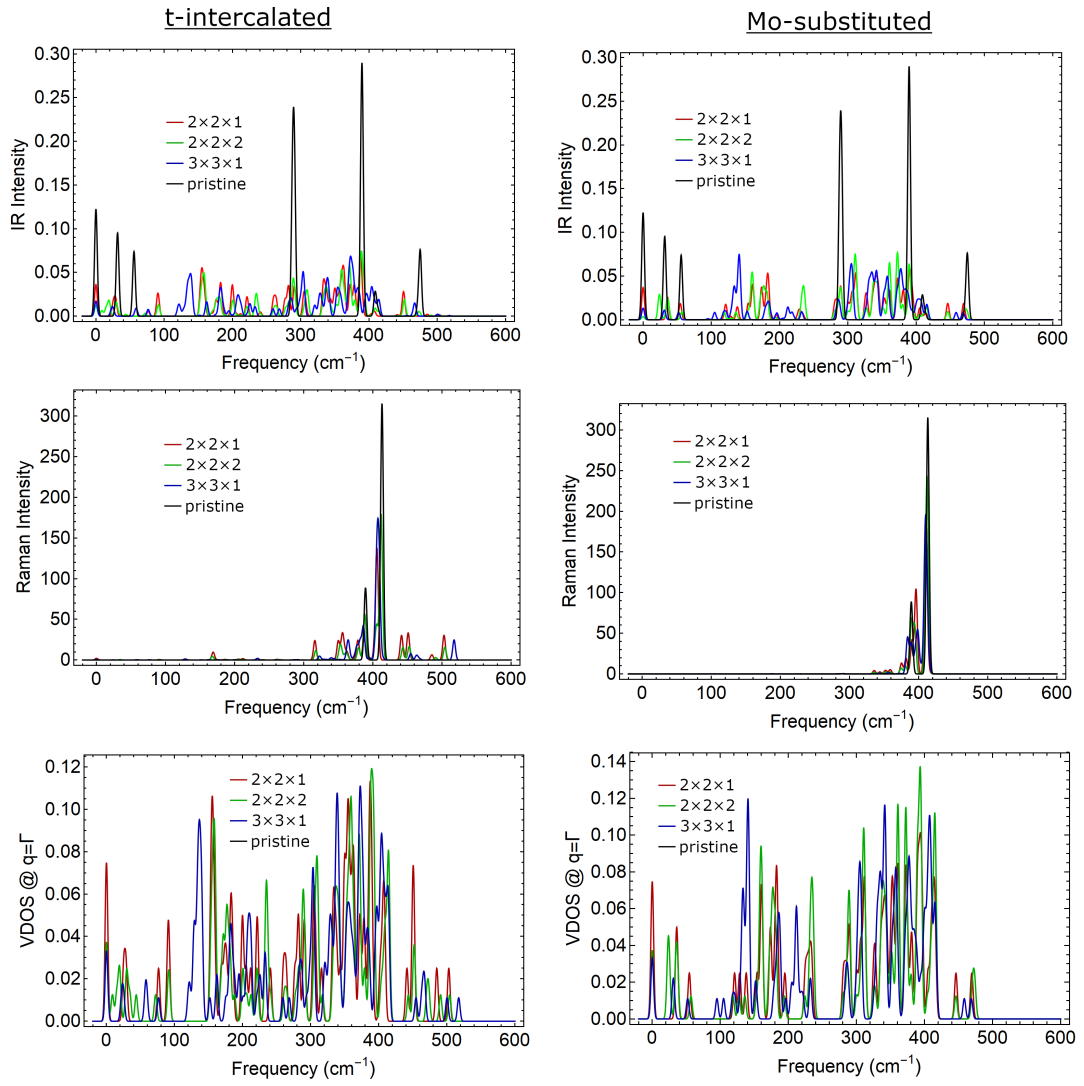 t-intercalated
Mo-substituted
0.30
0.25
0.20
0.15
0.10
0.05
0.00
IR Intensity
2×2×1
2×2×2
3×3×1
pristine
0 100 200 300 400 500 600
Frequency (cm−1)
0.30
0.25
0.20
0.15
0.10
0.05
0.00
IR Intensity
2×2×1
2×2×2
3×3×1
pristine
0 100 200 300 400 500 600
Frequency (cm−1)
300
250
200
150
100
50
0
Raman Intensity
2×2×1
2×2×2
3×3×1
pristine
0 100 200 300 400 500 600
Frequency (cm−1)
300
250
200
150
100
50
0
Raman Intensity
2×2×1
2×2×2
3×3×1
pristine
0 100 200 300 400 500 600
Frequency (cm−1)
0.12
0.10
0.08
0.06
0.04
0.02
0.00
VDOS @ q=Γ
2×2×1
2×2×2
3×3×1
pristine
0 100 200 300 400 500 600
Frequency (cm−1)
0.14
0.12
0.10
0.08
0.06
0.04
0.02
0.00
VDOS @ q=Γ
2×2×1
2×2×2
3×3×1
pristine
0 100 200 300 400 500 600
Frequency (cm−1)